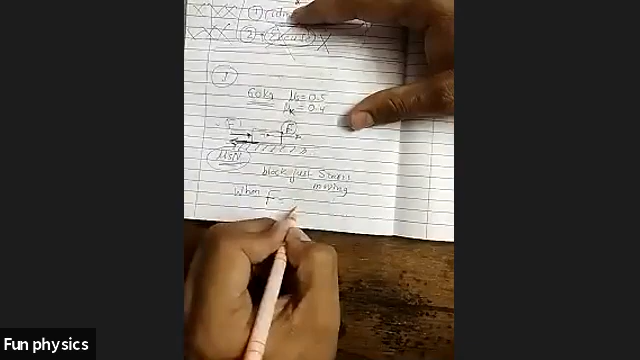 ①
②
J
60kg μs = 0.5
μk = 0.4
F
F
μsN
block just starts
moving
When F =
Fun physics